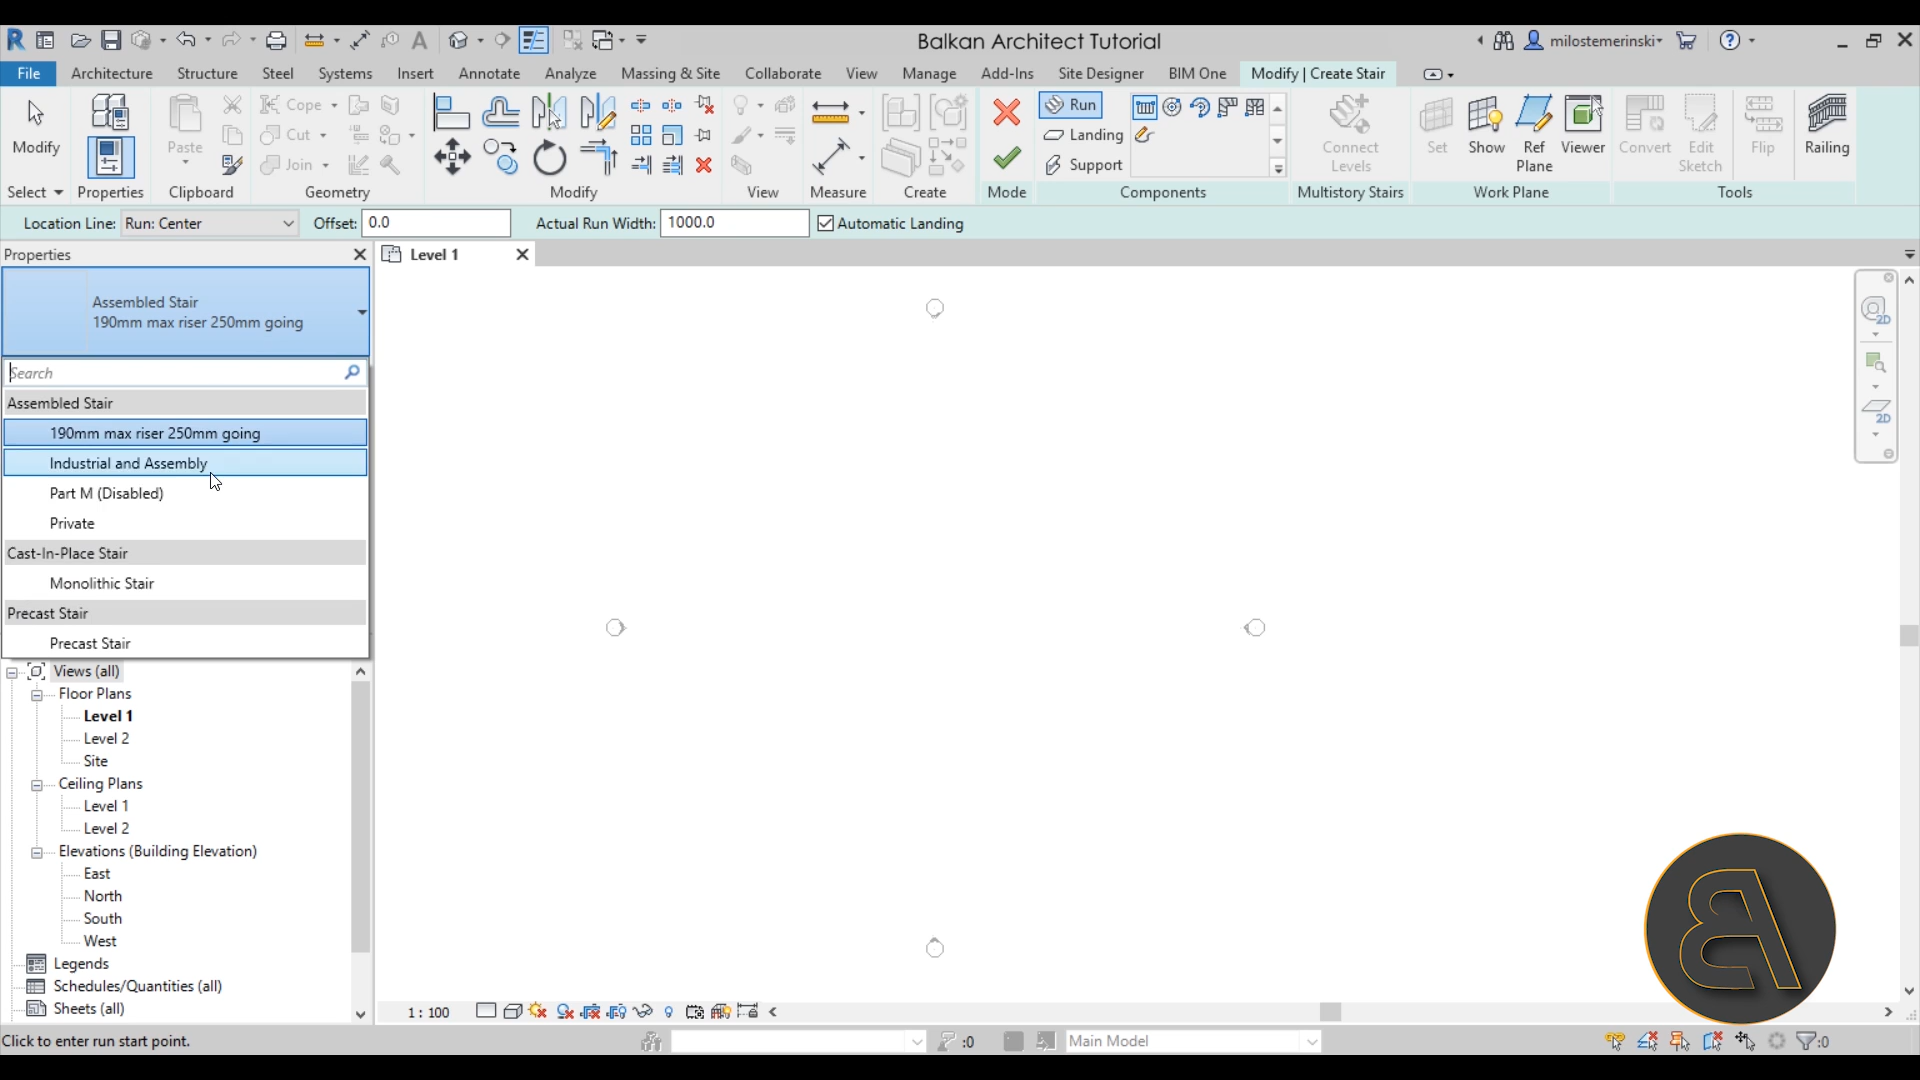 Balkan Architect Tutorial
milostemerinski
File Architecture Structure Steel Systems Insert Annotate Analyze Massing & Site Collaborate View Manage Add-Ins Site Designer BIM One Modify | Create Stair
Modify
Paste
Cope
Cut
Join
Run
Landing
Support
Connect
Levels
Set
Show
Ref
Plane
Viewer
Convert
Edit
Sketch
Flip
Railing
Select Properties Clipboard Geometry Modify View Measure Create Mode Components Multistory Stairs Work Plane Tools
Location Line: Run: Center Offset: 0.0 Actual Run Width: 1000.0 Automatic Landing
Properties
Level 1
Assembled Stair
190mm max riser 250mm going
Search
Assembled Stair
190mm max riser 250mm going
Industrial and Assembly
Part M (Disabled)
Private
Cast-In-Place Stair
Monolithic Stair
Precast Stair
Precast Stair
Views (all)
Floor Plans
Level 1
Level 2
Site
Ceiling Plans
Level 1
Level 2
Elevations (Building Elevation)
East
North
South
West
Legends
Schedules/Quantities (all)
Sheets (all)
2D
2D
1 : 100
Click to enter run start point.
:0
Main Model
:0